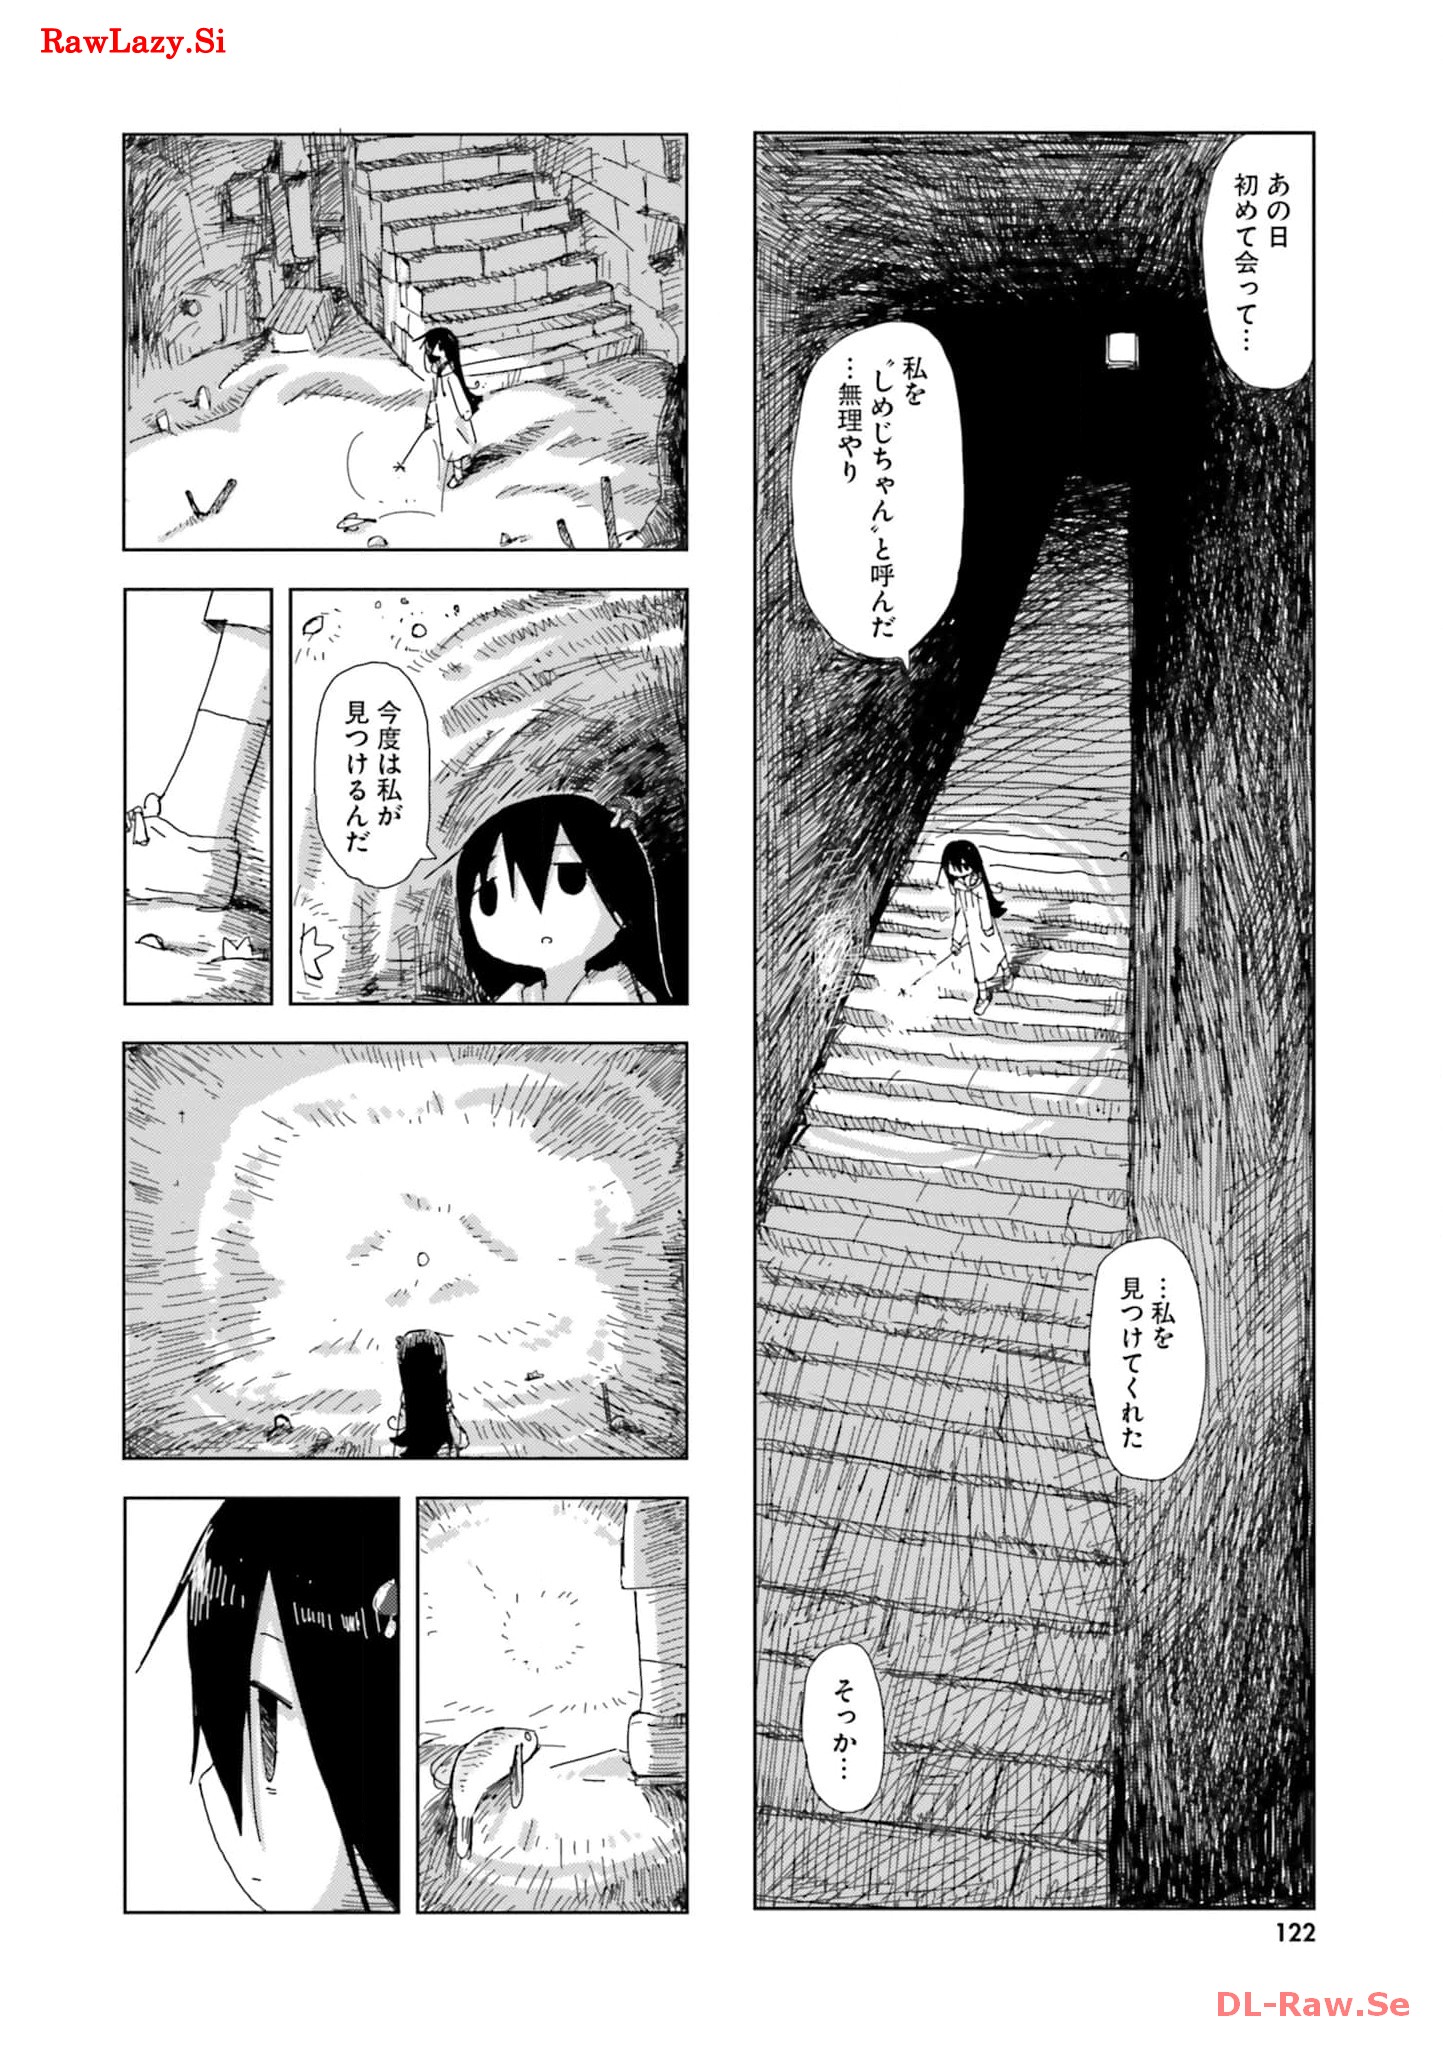 RawLazy.Si
あの日
初めて会って…
私を
〝しめじちゃん〟と呼んだ
…無理やり
…私を
見つけてくれた
そっか…
今度は私が
見つけるんだ
122
DL-Raw.Se